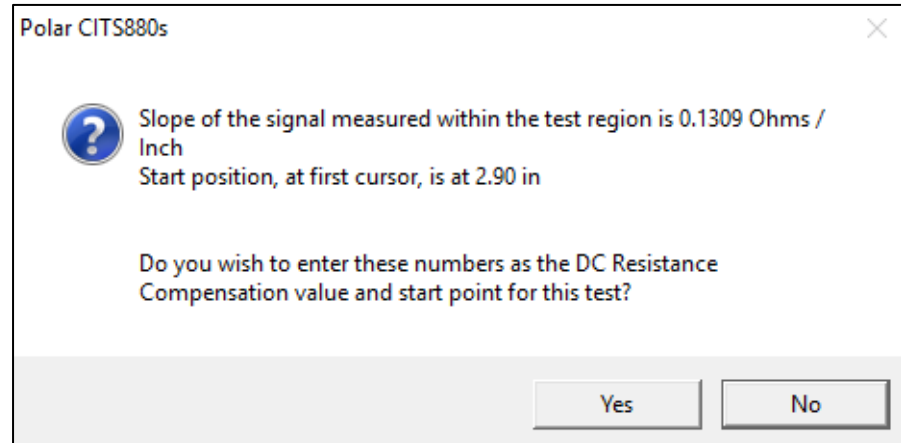 Polar CITS880s
Slope of the signal measured within the test region is 0.1309 Ohms /
Inch
Start position, at first cursor, is at 2.90 in
Do you wish to enter these numbers as the DC Resistance
Compensation value and start point for this test?
Yes
No